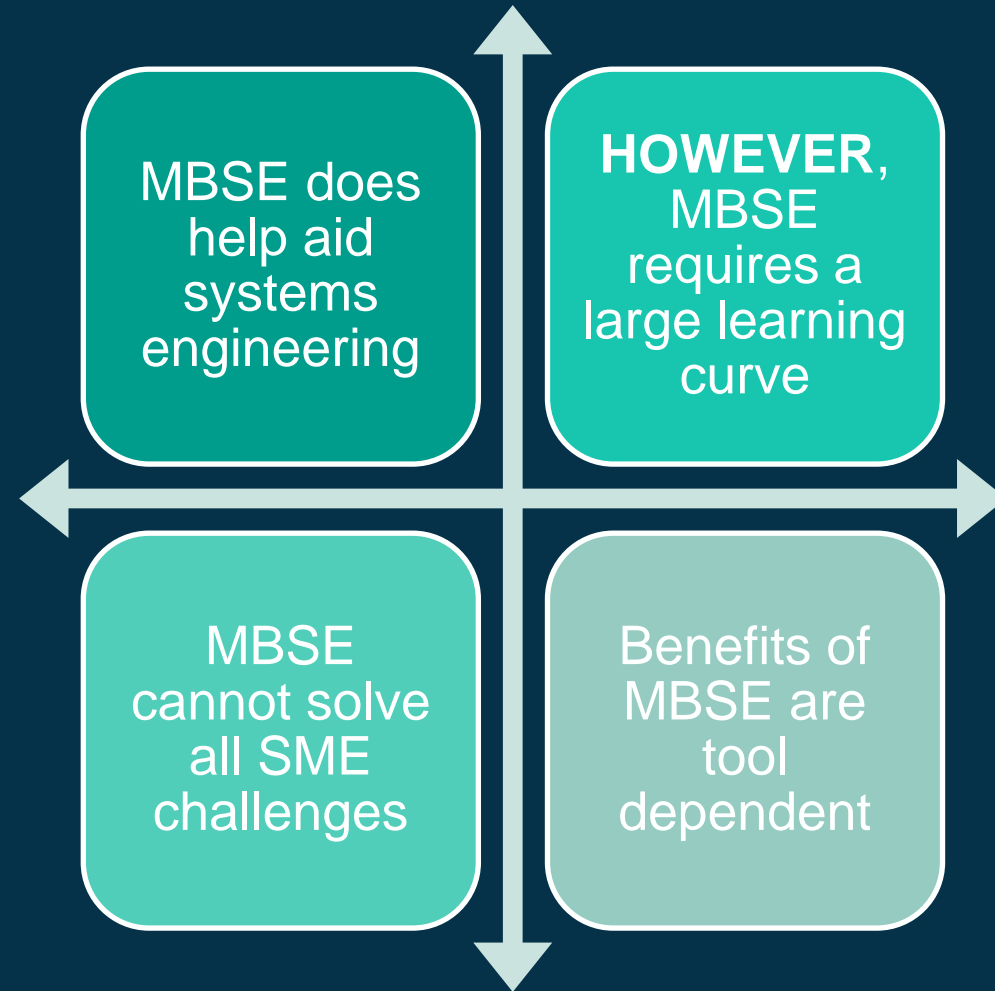 MBSE does
help aid
systems
engineering
HOWEVER,
MBSE
requires a
large learning
curve
MBSE
cannot solve
all SME
challenges
Benefits of
MBSE are
tool
dependent